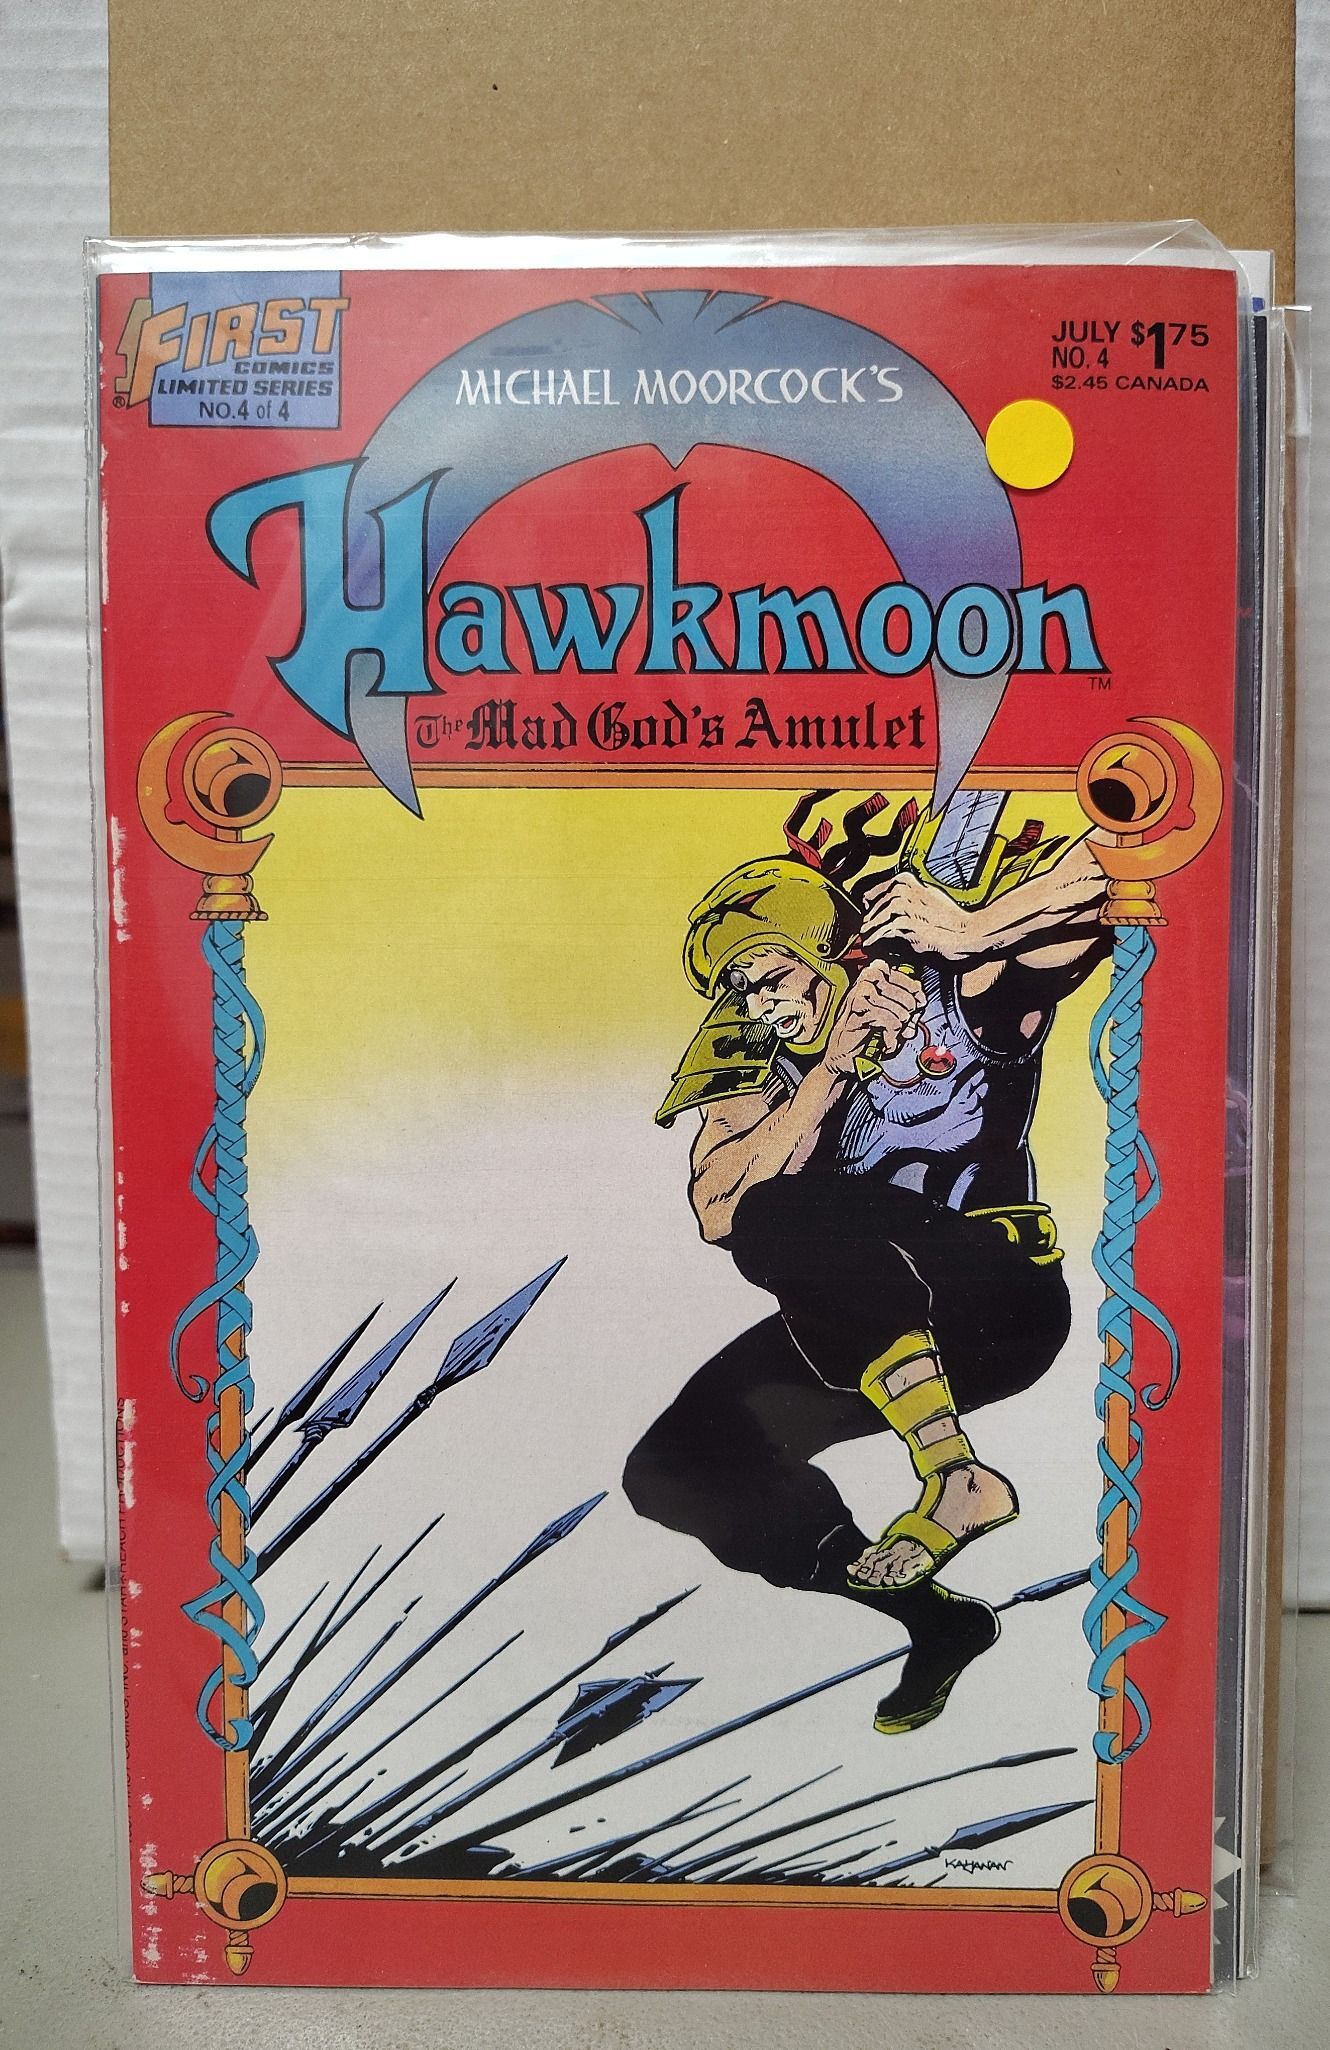 FIRST
COMICS
LIMITED SERIES
NO.4 of 4
®
JULY $1.75
NO. 4
$2.45 CANADA
MICHAEL MOORCOCK'S
Hawkmoon
TM
The Mad God's Amulet
KAYANAN